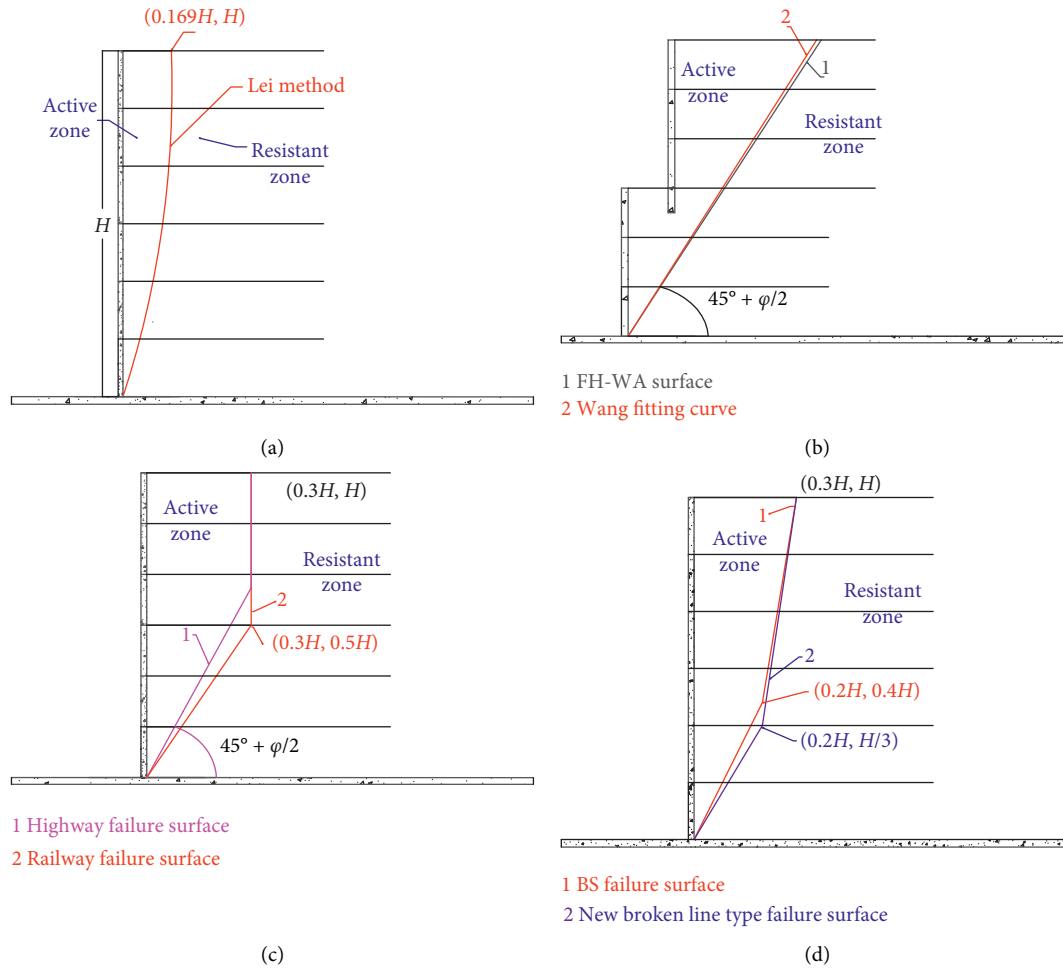 (0.169H, H)
Lei method
Active
zone
Resistant
zone
H
(a)
2
1
Active
zone
Resistant
zone
45° + φ/2
1 FH-WA surface
2 Wang fitting curve
(b)
(0.3H, H)
Active
zone
Resistant
zone
2
1
(0.3H, 0.5H)
45° + φ/2
1 Highway failure surface
2 Railway failure surface
(c)
(0.3H, H)
1
Active
zone
Resistant
zone
2
(0.2H, 0.4H)
(0.2H, H/3)
1 BS failure surface
2 New broken line type failure surface
(d)